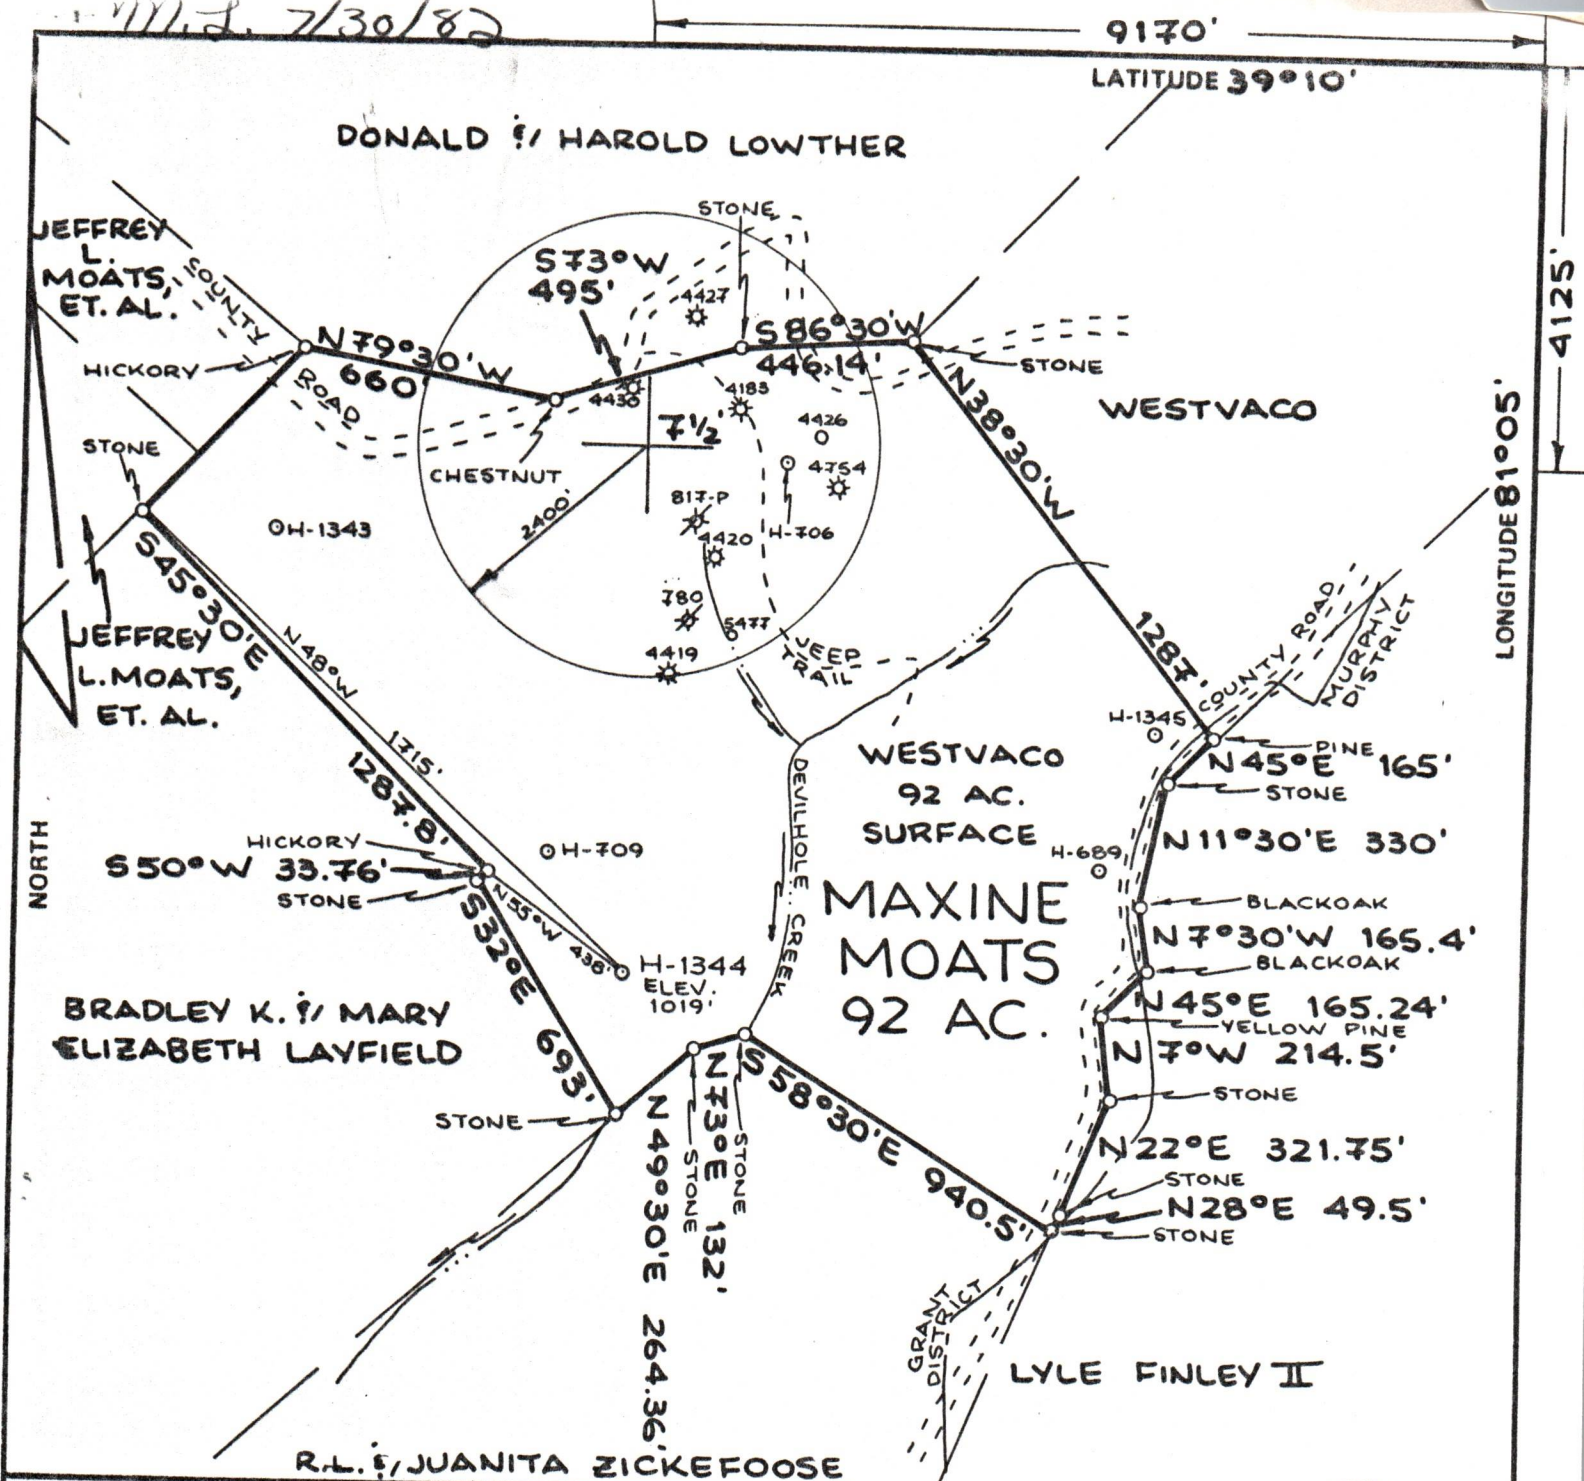 M.L. 7/30/82
9170'
LATITUDE 39°10'
DONALD & HAROLD LOWTHER
JEFFREY
L.
MOATS,
ET. AL.
COUNTY
ROAD
STONE
S73°W
495'
4427
4125'
N79°30'W
660'
S86°30'W
446.14'
HICKORY
STONE
4430
4183
7½'
4426
WESTVACO
N38°30'W
1287'
LONGITUDE 81°05'
STONE
CHESTNUT
4754
2400'
817-P
H-706
4420
H-1343
S45°30'E
1287.8'
780
5477
4419
JEEP
TRAIL
JEFFREY
L. MOATS,
ET. AL.
N48°W
1715'
COUNTY ROAD
MURPHY
DISTRICT
H-1345
PINE
N45°E 165'
STONE
WESTVACO
92 AC.
SURFACE
DEVILHOLE CREEK
N11°30'E 330'
NORTH
HICKORY
S50°W 33.76'
STONE
H-709
H-689
MAXINE
MOATS
92 AC.
BLACKOAK
N7°30'W 165.4'
BLACKOAK
N55°W 438'
S32°E 693'
H-1344
ELEV.
1019'
N45°E 165.24'
YELLOW PINE
N7°W 214.5'
BRADLEY K. & MARY
ELIZABETH LAYFIELD
STONE
STONE
N22°E 321.75'
STONE
N28°E 49.5'
STONE
S58°30'E 940.5'
N73°E 132'
STONE
STONE
N49°30'E 264.36'
GRANT
DISTRICT
LYLE FINLEY II
R.L. & JUANITA ZICKEFOOSE